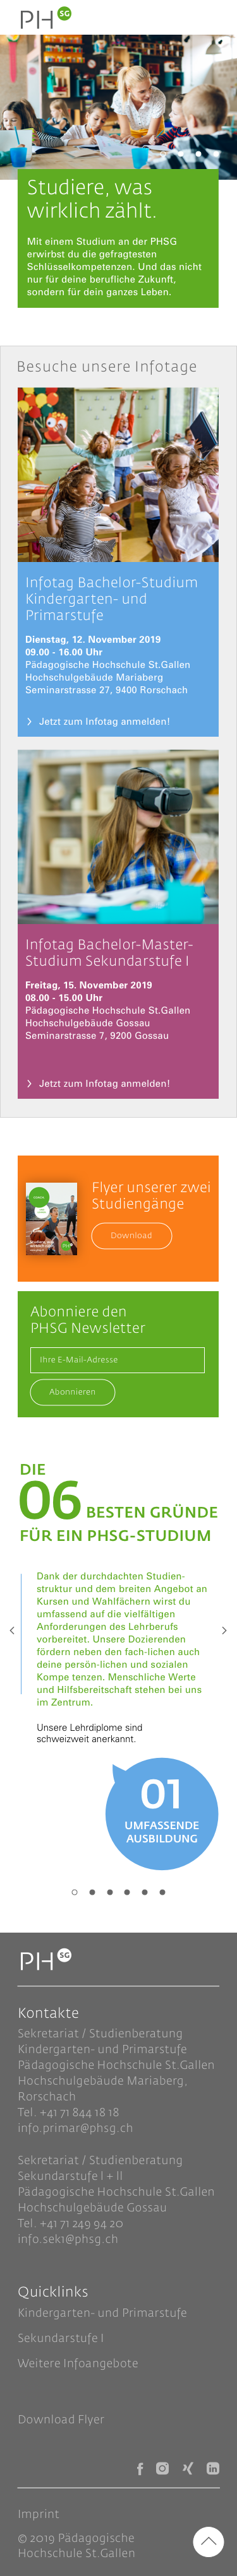 PH SG
Studiere, was
wirklich zählt.
Mit einem Studium an der PHSG
erwirbst du die gefragtesten
Schlüsselkompetenzen. Und das nicht
nur für deine berufliche Zukunft,
sondern für dein ganzes Leben.
Besuche unsere Infotage
Infotag Bachelor-Studium
Kindergarten- und
Primarstufe
Dienstag, 12. November 2019
09.00 - 16.00 Uhr
Pädagogische Hochschule St.Gallen
Hochschulgebäude Mariaberg
Seminarstrasse 27, 9400 Rorschach
Jetzt zum Infotag anmelden!
Infotag Bachelor-Master-
Studium Sekundarstufe I
Freitag, 15. November 2019
08.00 - 15.00 Uhr
Pädagogische Hochschule St.Gallen
Hochschulgebäude Gossau
Seminarstrasse 7, 9200 Gossau
Jetzt zum Infotag anmelden!
Flyer unserer zwei
Studiengänge
Download
Abonniere den
PHSG Newsletter
Ihre E-Mail-Adresse
Abonnieren
DIE
06 BESTEN GRÜNDE
FÜR EIN PHSG-STUDIUM
Dank der durchdachten Studien-
struktur und dem breiten Angebot an
Kursen und Wahlfächern wirst du
umfassend auf die vielfältigen
Anforderungen des Lehrberufs
vorbereitet. Unsere Dozierenden
fördern neben den fach-lichen auch
deine persön-lichen und sozialen
Kompe tenzen. Menschliche Werte
und Hilfsbereitschaft stehen bei uns
im Zentrum.
Unsere Lehrdiplome sind
schweizweit anerkannt.
01
UMFASSENDE
AUSBILDUNG
PH SG
Kontakte
Sekretariat / Studienberatung
Kindergarten- und Primarstufe
Pädagogische Hochschule St.Gallen
Hochschulgebäude Mariaberg,
Rorschach
Tel. +41 71 844 18 18
info.primar@phsg.ch
Sekretariat / Studienberatung
Sekundarstufe I + II
Pädagogische Hochschule St.Gallen
Hochschulgebäude Gossau
Tel. +41 71 249 94 20
info.sek1@phsg.ch
Quicklinks
Kindergarten- und Primarstufe
Sekundarstufe I
Weitere Infoangebote
Download Flyer
Imprint
© 2019 Pädagogische
Hochschule St.Gallen